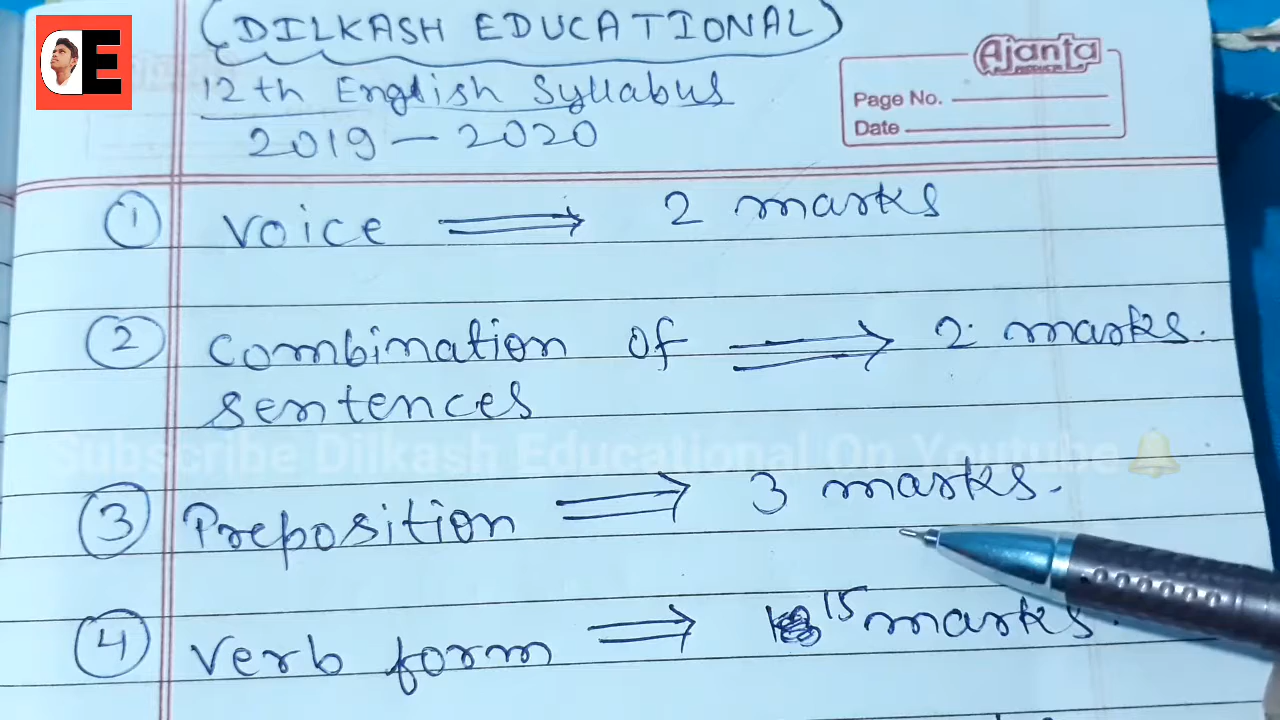 (DILKASH EDUCATIONAL)
E
12th English Syllabus
2019 - 2020
Ajanta
Page No.
Date
① Voice ⟹ 2 marks
② Combination of ⟹ 2 marks.
sentences
Subscribe Dilkash Educational On Youtube
③ Preposition ⟹ 3 marks.
④ Verb form ⟹ 15 marks.